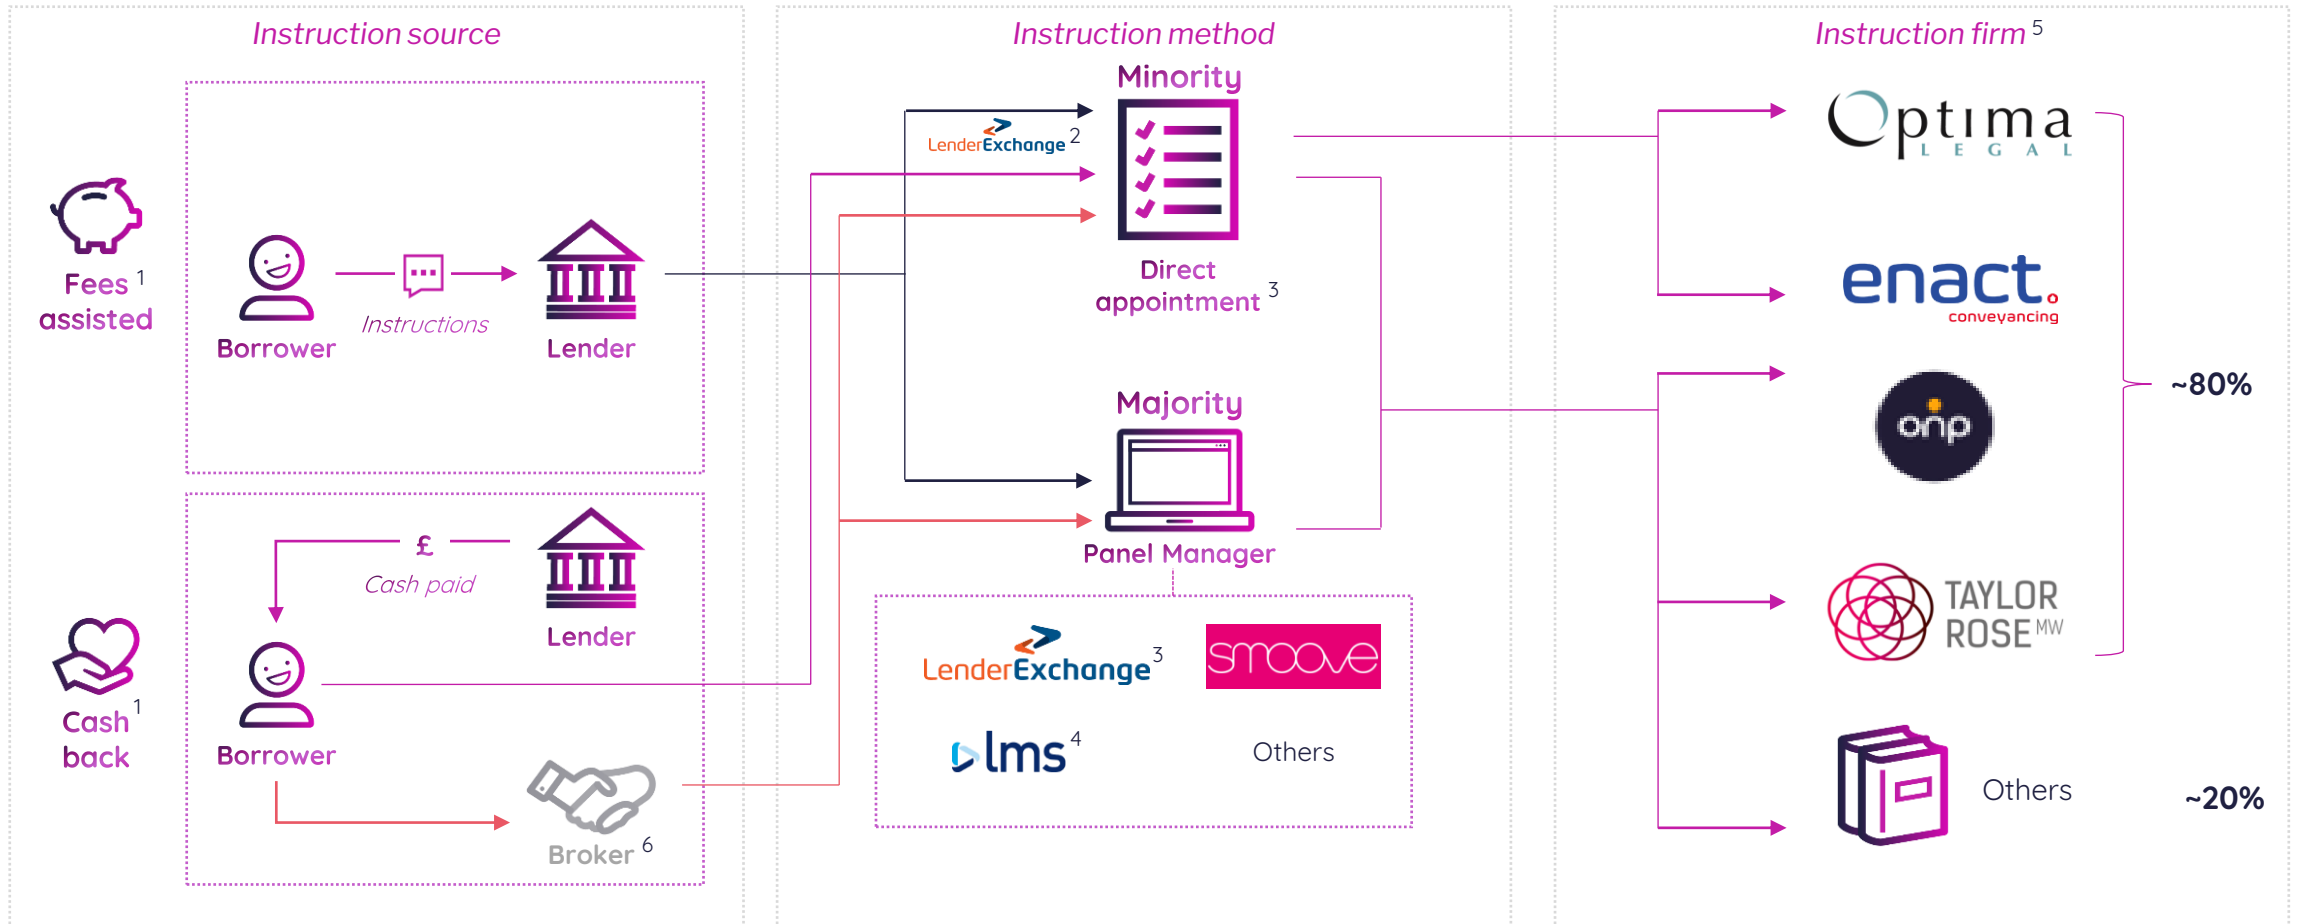 Instruction source
Fees 1
assisted
Borrower
Instructions
Lender
£
Cash paid
Lender
Cash 1
back
Borrower
Broker 6
Instruction method
Minority
LenderExchange 2
Direct
appointment 3
Majority
Panel Manager
LenderExchange 3
smoove
lms 4
Others
Instruction firm 5
Optima
LEGAL
enact.
conveyancing
onp
TAYLOR
ROSE MW
Others
~80%
~20%